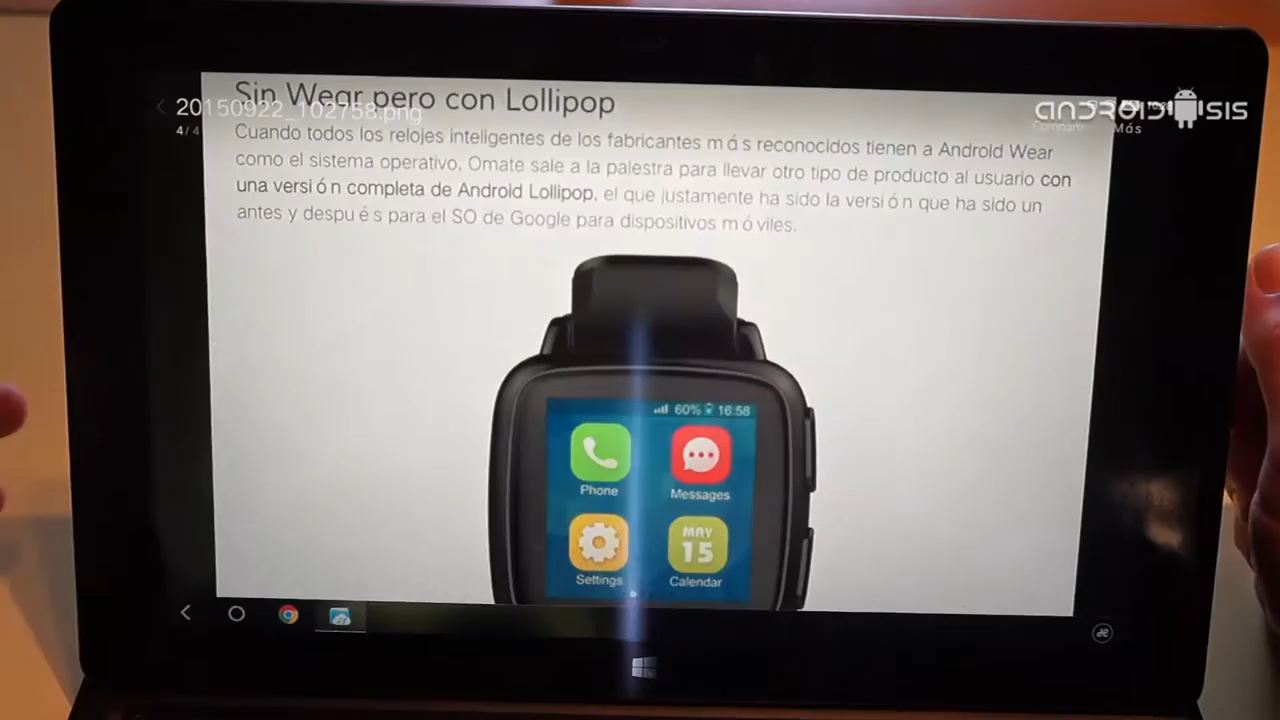 Sin Wear pero con Lollipop
20150922_102758.png
ANDROIDSIS
4/4
Compartir
Más
Cuando todos los relojes inteligentes de los fabricantes m á s reconocidos tienen a Android Wear
como el sistema operativo. Omate sale a la palestra para llevar otro tipo de producto al usuario con
una versi ó n completa de Android Lollipop, el que justamente ha sido la versi ó n que ha sido un
antes y despu é s para el SO de Google para dispositivos m ó viles.
60% 16:58
Phone
Messages
MAY
15
Settings
Calendar